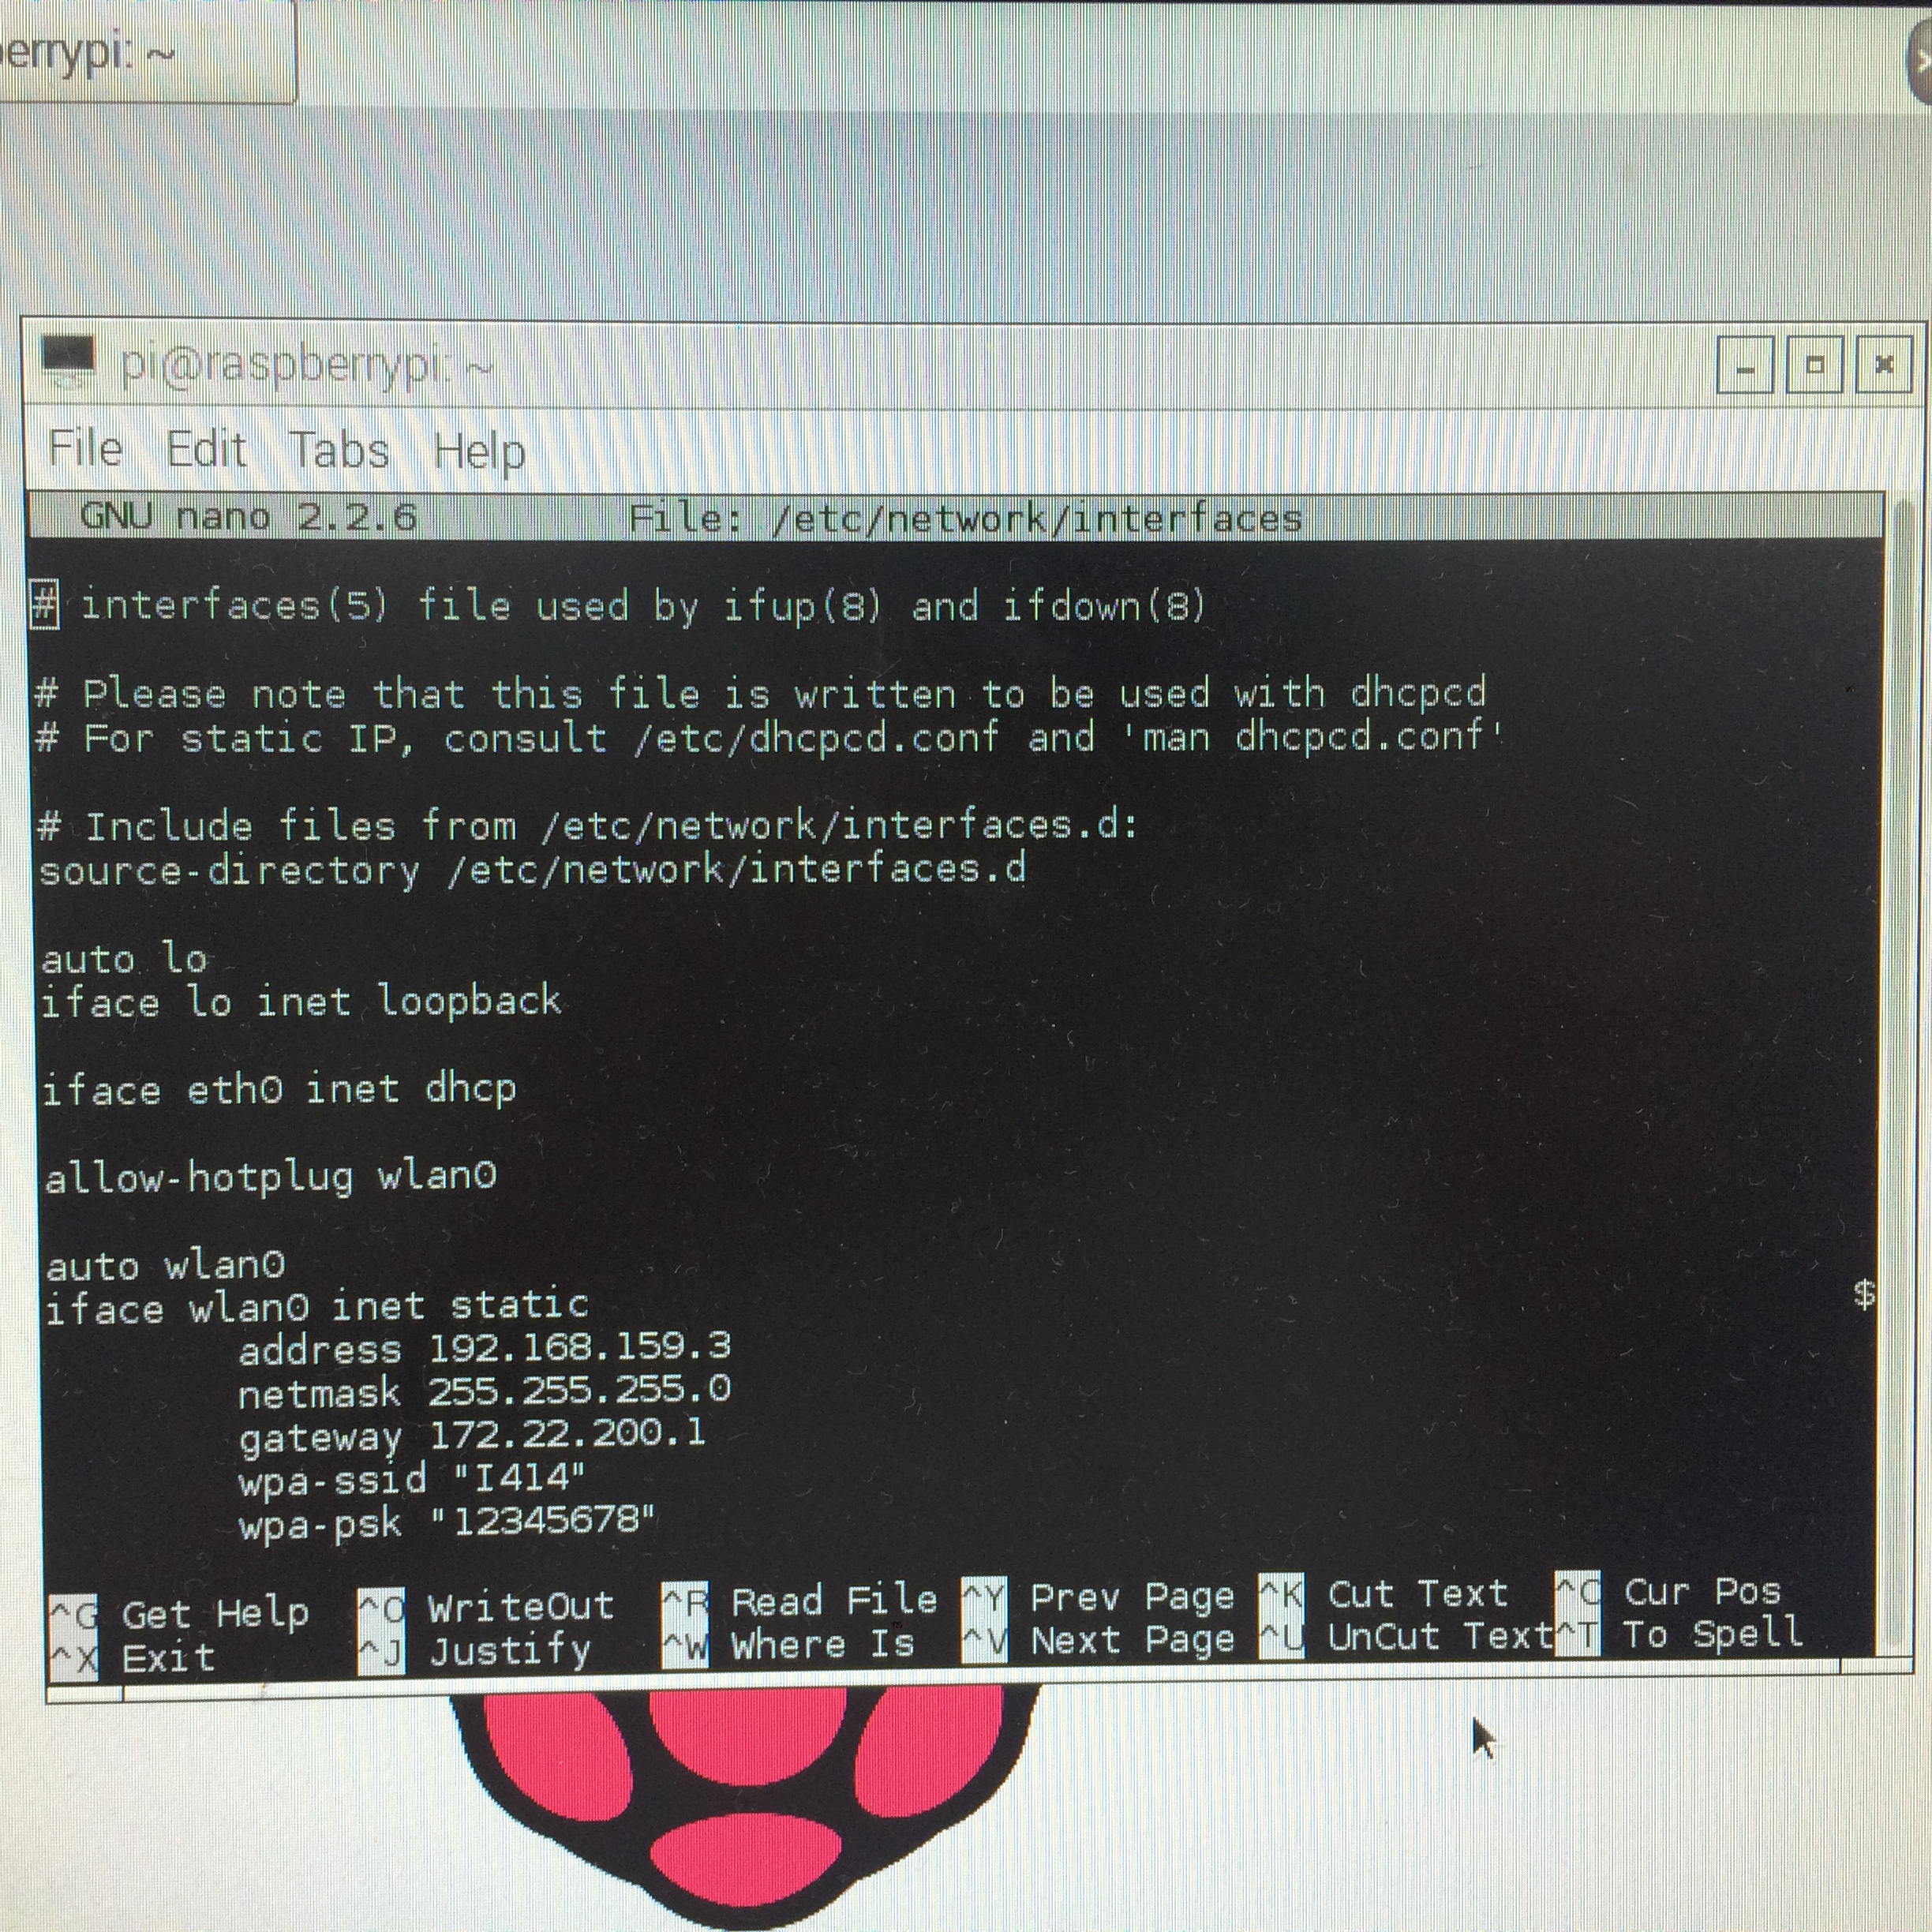 berrypi: ~
pi@raspberrypi: ~
File Edit Tabs Help
GNU nano 2.2.6 File: /etc/network/interfaces
# interfaces(5) file used by ifup(8) and ifdown(8)
# Please note that this file is written to be used with dhcpcd
# For static IP, consult /etc/dhcpcd.conf and 'man dhcpcd.conf'
# Include files from /etc/network/interfaces.d:
source-directory /etc/network/interfaces.d
auto lo
iface lo inet loopback
iface eth0 inet dhcp
allow-hotplug wlan0
auto wlan0
iface wlan0 inet static $
address 192.168.159.3
netmask 255.255.255.0
gateway 172.22.200.1
wpa-ssid "I414"
wpa-psk "12345678"
^G Get Help ^O WriteOut ^R Read File ^Y Prev Page ^K Cut Text ^C Cur Pos
^X Exit ^J Justify ^W Where Is ^V Next Page ^U UnCut Text ^T To Spell